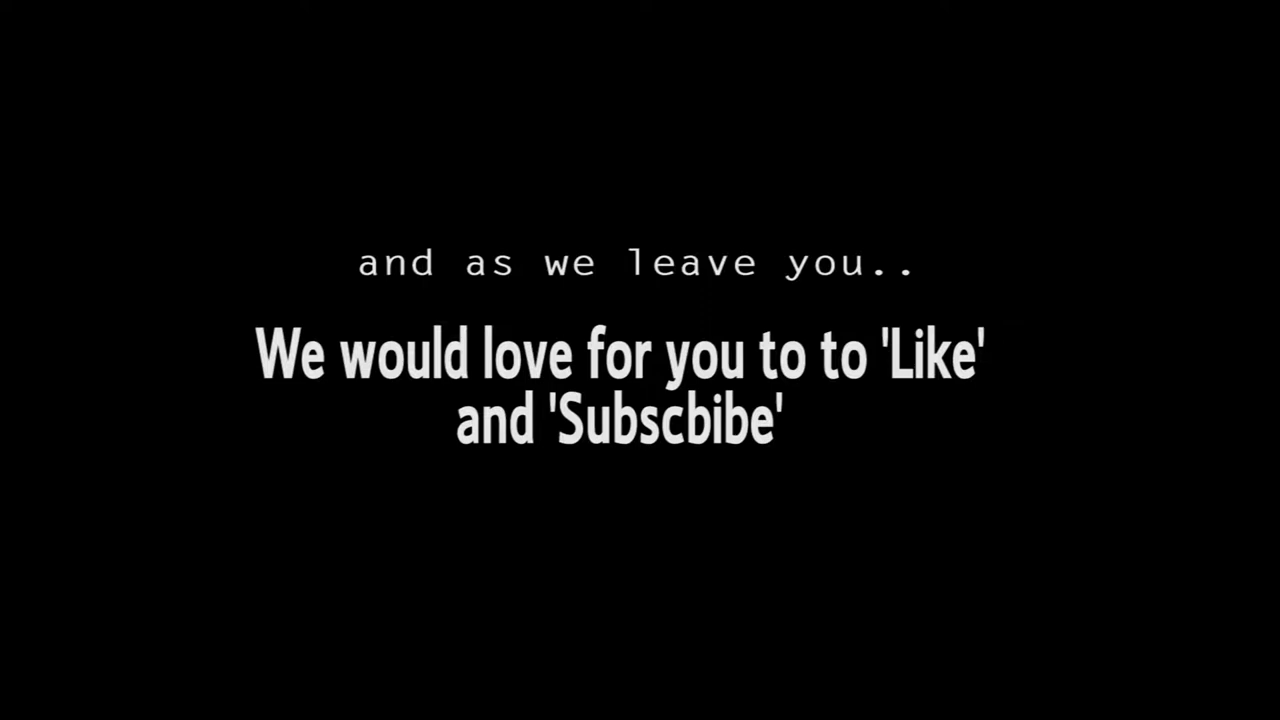 and as we leave you..
We would love for you to to 'Like'
and 'Subscbibe'